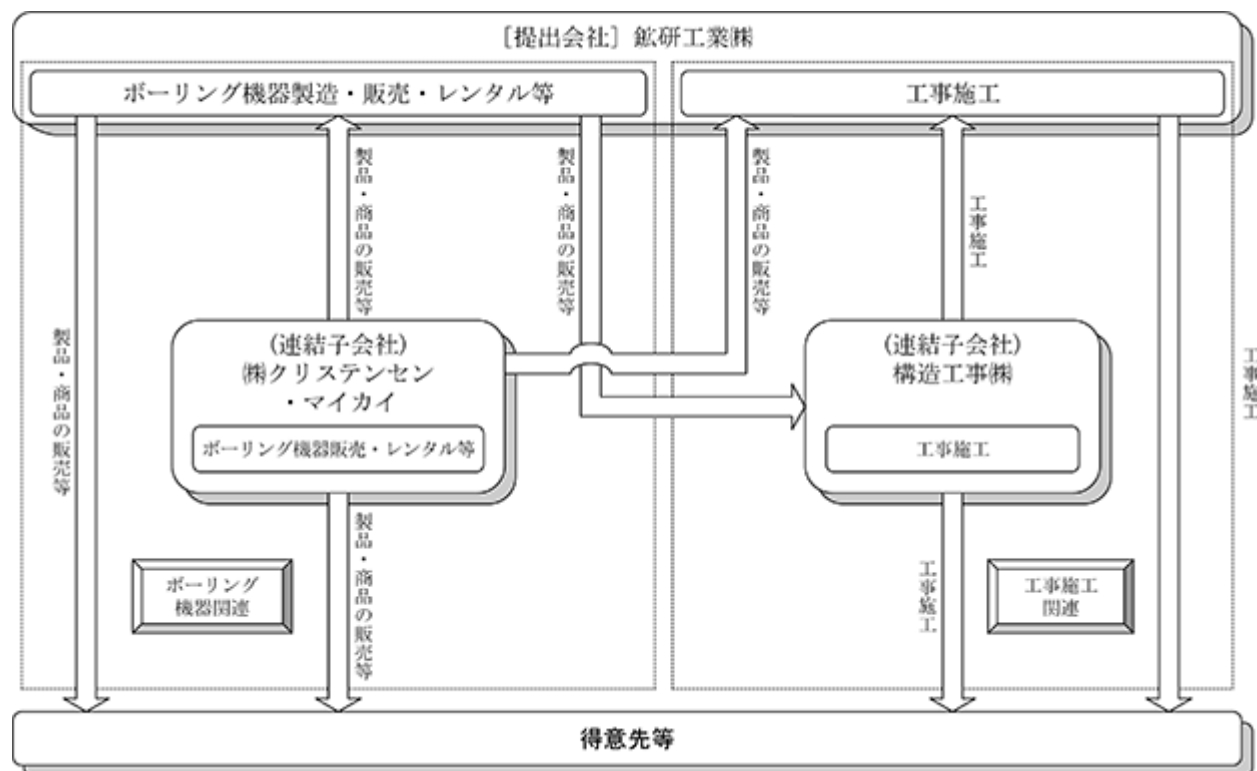 ［提出会社］鉱研工業㈱
ボーリング機器製造・販売・レンタル等
工事施工
製品・商品の販売等
製品・商品の販売等
製品・商品の販売等
工事施工
製品・商品の販売等
工事施工
(連結子会社)
㈱クリステンセン
・マイカイ
ボーリング機器販売・レンタル等
(連結子会社)
構造工事㈱
工事施工
製品・商品の販売等
工事施工
ボーリング
機器関連
工事施工
関連
得意先等